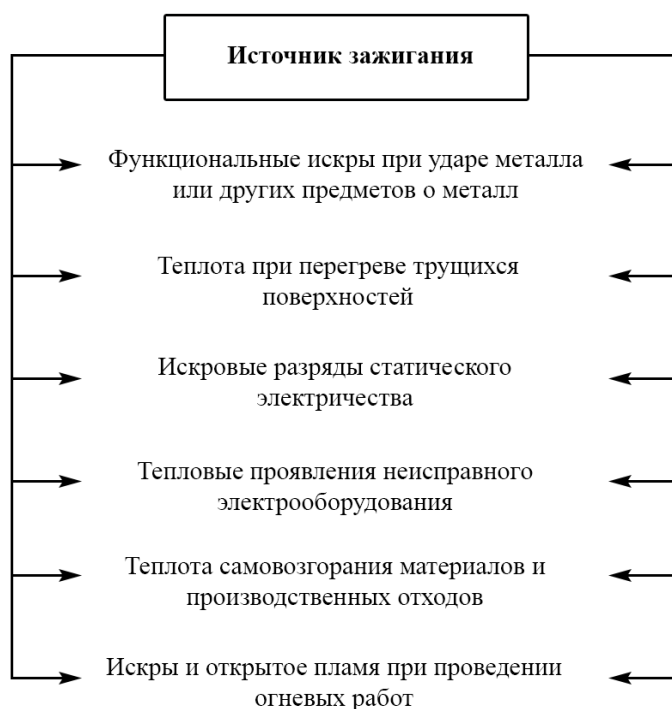 Источник зажигания
Функциональные искры при ударе металла
или других предметов о металл
Теплота при перегреве трущихся
поверхностей
Искровые разряды статического
электричества
Тепловые проявления неисправного
электрооборудования
Теплота самовозгорания материалов и
производственных отходов
Искры и открытое пламя при проведении
огневых работ